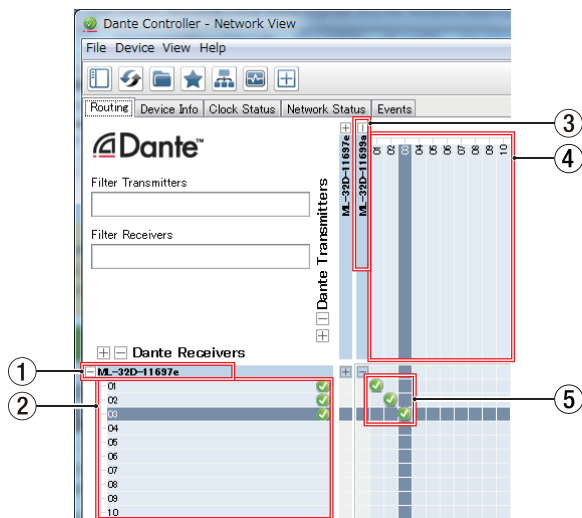 Dante Controller - Network View
File Device View Help
Routing Device Info Clock Status Network Status Events
Dante™
Filter Transmitters
Filter Receivers
Dante Transmitters
ML-32D-11697e
ML-32D-11699a
01 02 03 04 05 06 07 08 09 10
3
4
Dante Receivers
1
ML-32D-11697e
2
01
02
03
04
05
06
07
08
09
10
5